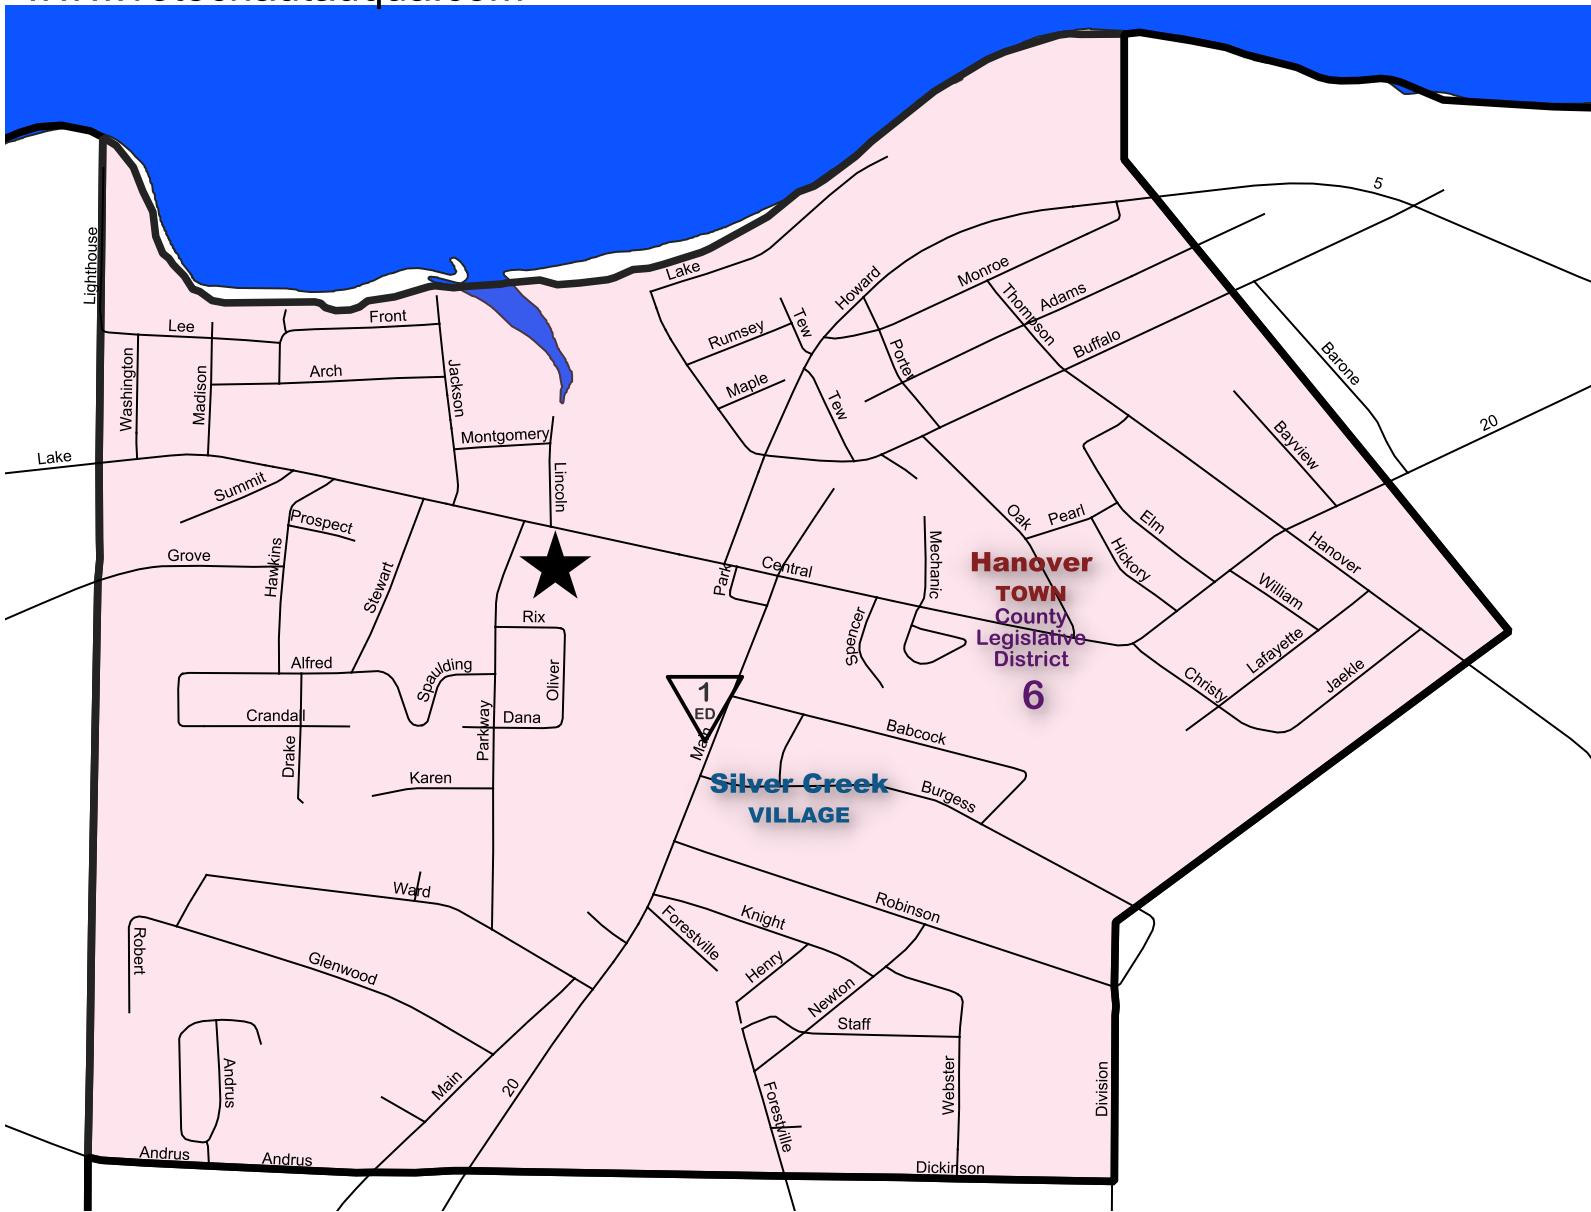 5
Lighthouse
Lake
Howard
Monroe
Adams
Thompson
Lee
Front
Rumsey
Tew
Porter
Buffalo
Barone
Washington
Madison
Arch
Jackson
Maple
Tew
20
Montgomery
Bayview
Lake
Summit
Lincoln
Prospect
Oak
Pearl
Elm
Grove
Hawkins
Stewart
Park
Central
Mechanic
Hickory
Hanover
Hanover
TOWN
County
Legislative
District
6
William
Rix
Spencer
Lafayette
Alfred
Spaulding
Oliver
Christy
Jaekle
1
ED
Crandall
Dana
Parkway
Drake
Main
Babcock
Karen
Silver Creek
VILLAGE
Burgess
Ward
Robinson
Knight
Forestville
Robert
Glenwood
Henry
Newton
Staff
Andrus
Main
20
Forestville
Webster
Division
Andrus
Andrus
Dickinson